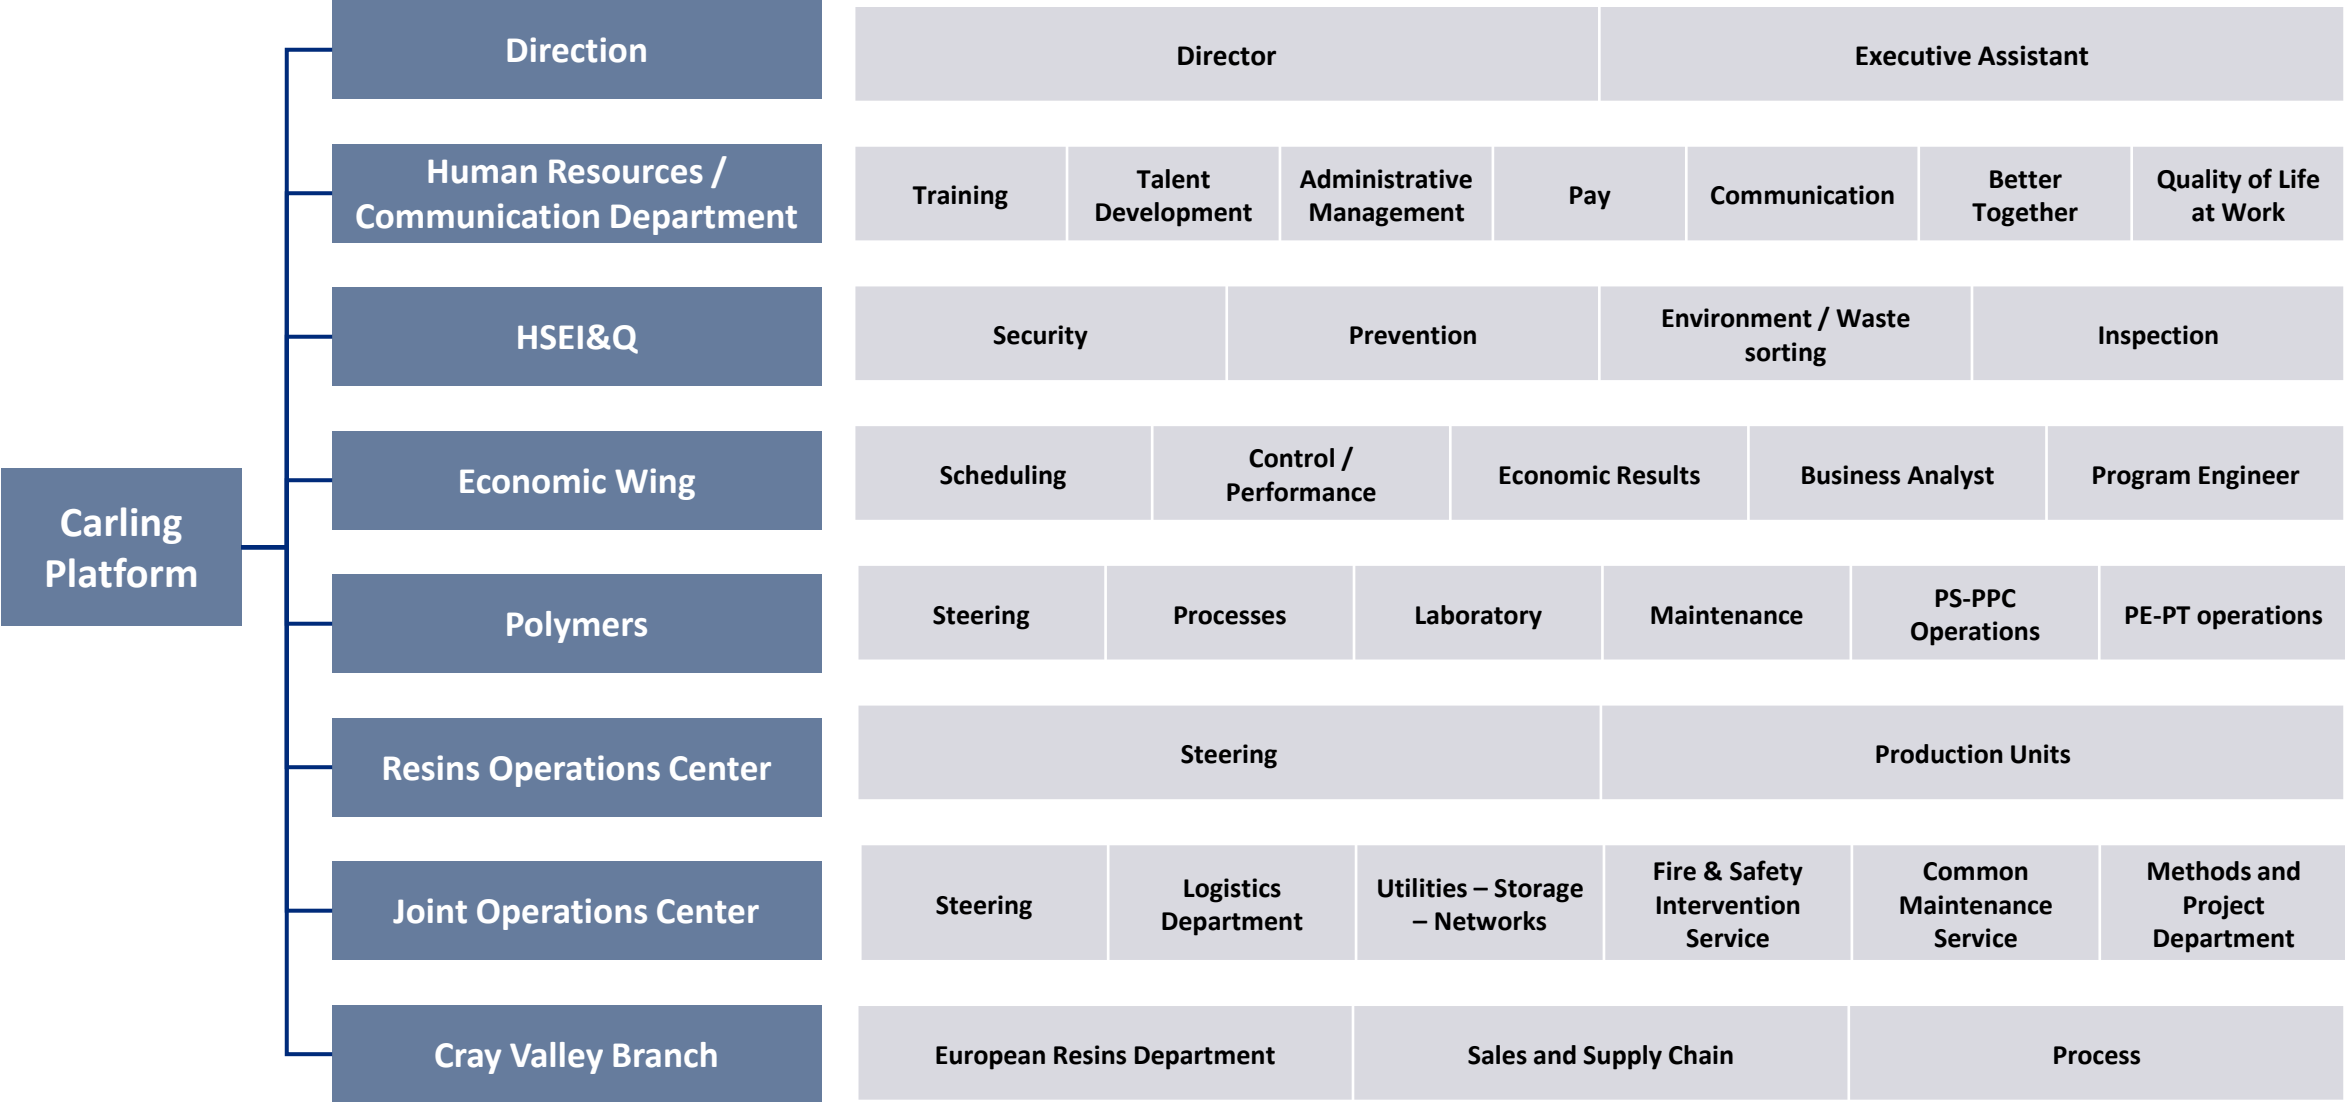 Direction
Director
Executive Assistant
Human Resources /
Communication Department
Training
Talent
Development
Administrative
Management
Pay
Communication
Better
Together
Quality of Life
at Work
HSEI&Q
Security
Prevention
Environment / Waste
sorting
Inspection
Economic Wing
Scheduling
Control /
Performance
Economic Results
Business Analyst
Program Engineer
Carling
Platform
Polymers
Steering
Processes
Laboratory
Maintenance
PS-PPC
Operations
PE-PT operations
Resins Operations Center
Steering
Production Units
Joint Operations Center
Steering
Logistics
Department
Utilities – Storage
– Networks
Fire & Safety
Intervention
Service
Common
Maintenance
Service
Methods and
Project
Department
Cray Valley Branch
European Resins Department
Sales and Supply Chain
Process